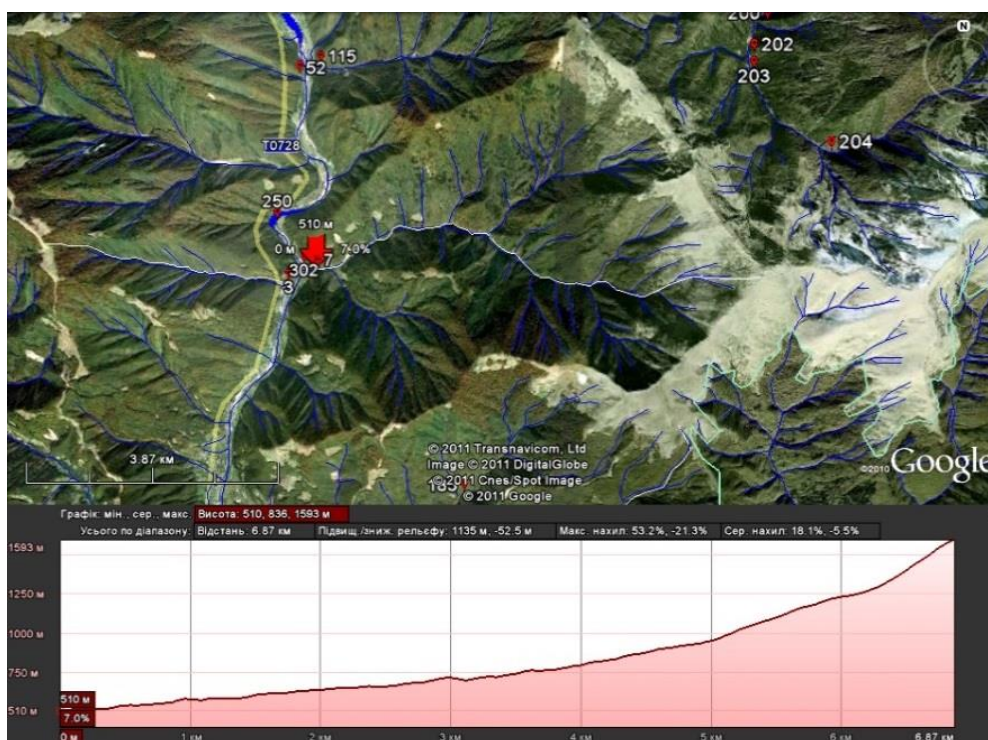 N
115
52
202
203
204
T0728
250
510 м
0 м
7.0%
302
7
3
3.87 км
© 2011 Transnavicom, Ltd
Image © 2011 DigitalGlobe
© 2011 Cnes/Spot Image
© 2011 Google
©2010 Google
Графік: мін., сер., макс. Висота: 510, 836, 1593 м
Усього по діапазону: Відстань: 6.87 км Підвищ./зниж. рельєфу: 1135 м, -52.5 м Макс. нахил: 53.2%, -21.3% Сер. нахил: 18.1%, -5.5%
1593 м
1250 м
1000 м
750 м
510 м
510 м
7.0%
0 м 1 км 2 км 3 км 4 км 5 км 6 км 6.87 км